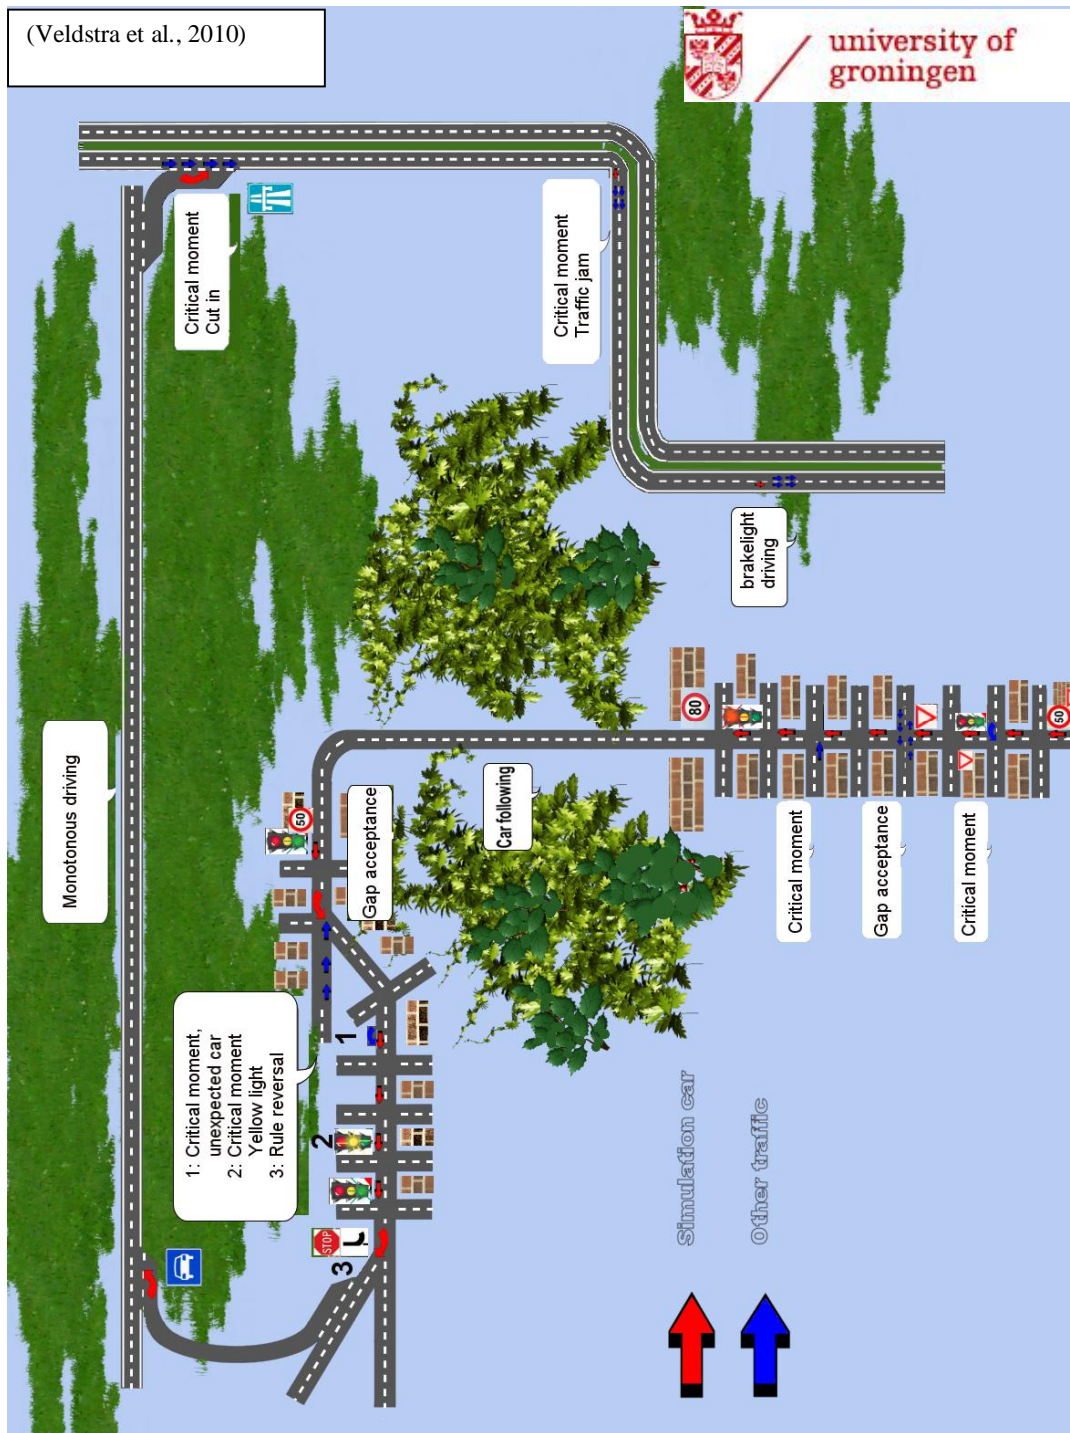 (Veldstra et al., 2010)
university of
groningen
Critical moment
Cut in
Critical moment
Traffic jam
Monotonous driving
brakelight
driving
80
50
Car following
Gap acceptance
1: Critical moment,
unexpected car
2: Critical moment
Yellow light
3: Rule reversal
1
2
STOP
3
Critical moment
Gap acceptance
Critical moment
50
Simulation car
Other traffic